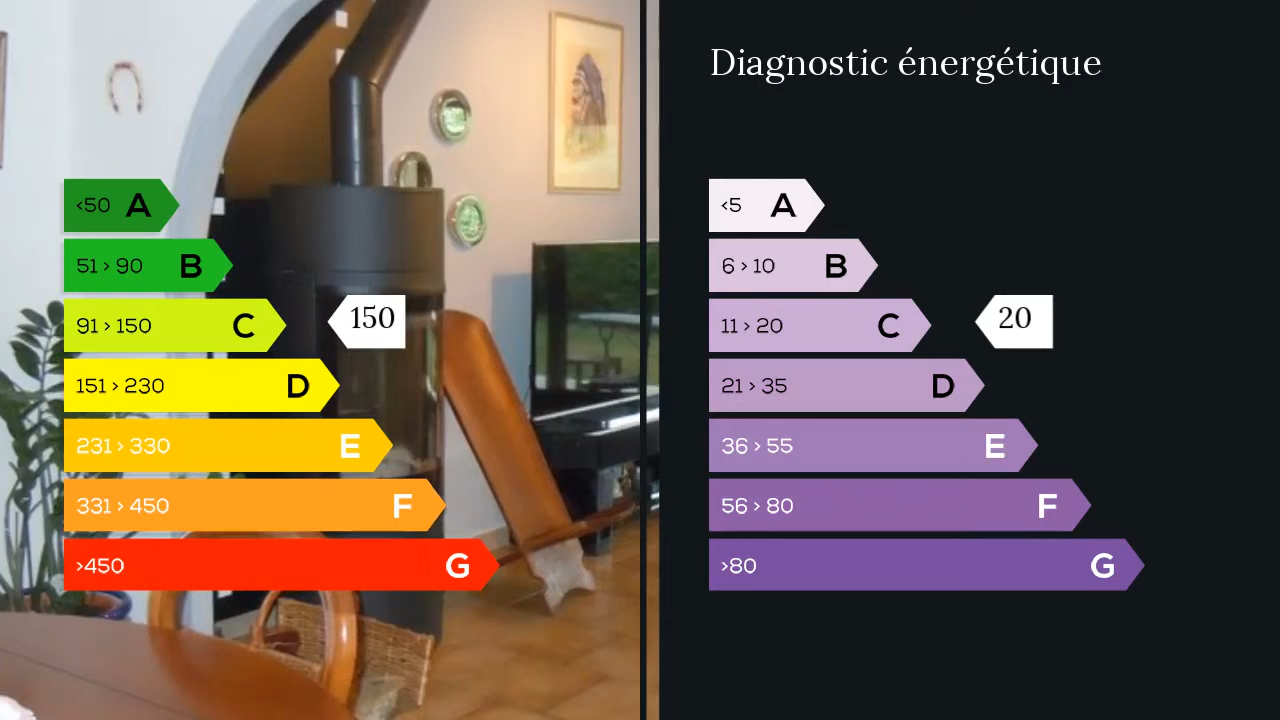 Diagnostic énergétique
<50 A
51 > 90 B
91 > 150 C
150
151 > 230 D
231 > 330 E
331 > 450 F
>450 G
<5 A
6 > 10 B
11 > 20 C
20
21 > 35 D
36 > 55 E
56 > 80 F
>80 G